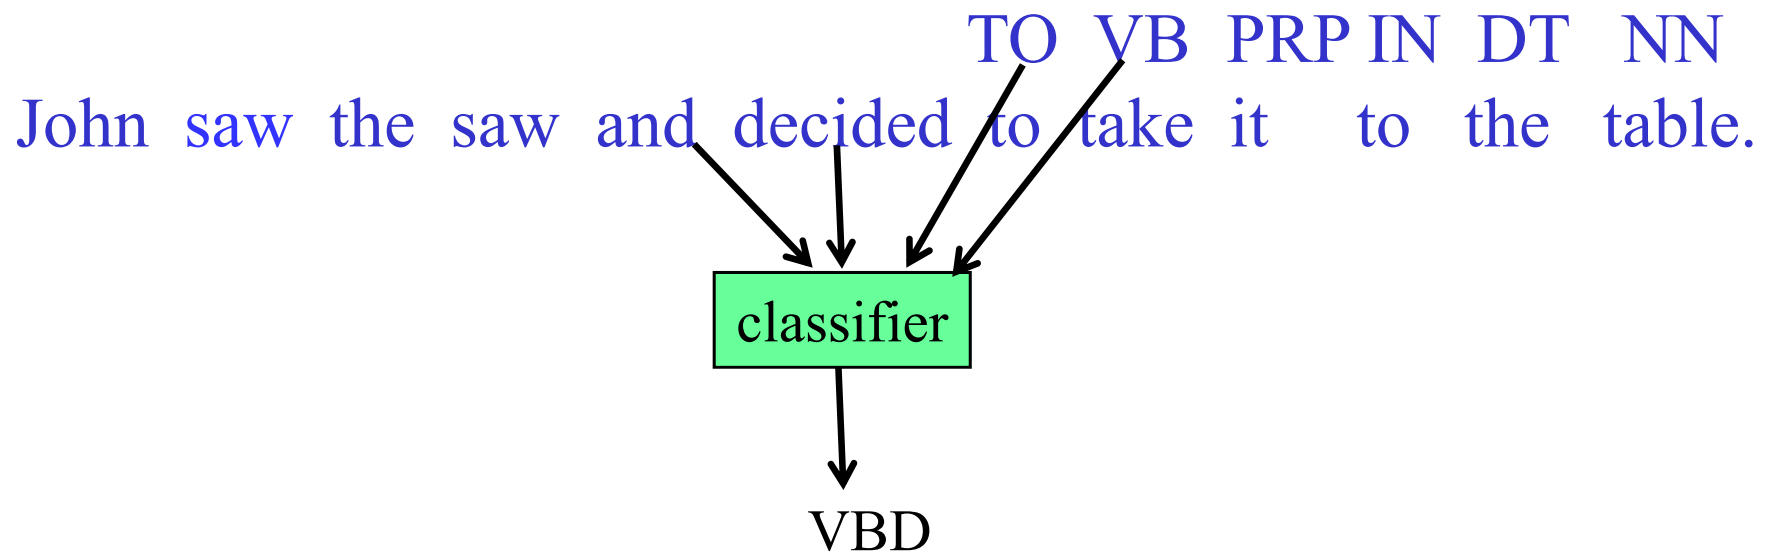 TO VB PRP IN DT NN
John saw the saw and decided to take it to the table.
classifier
VBD